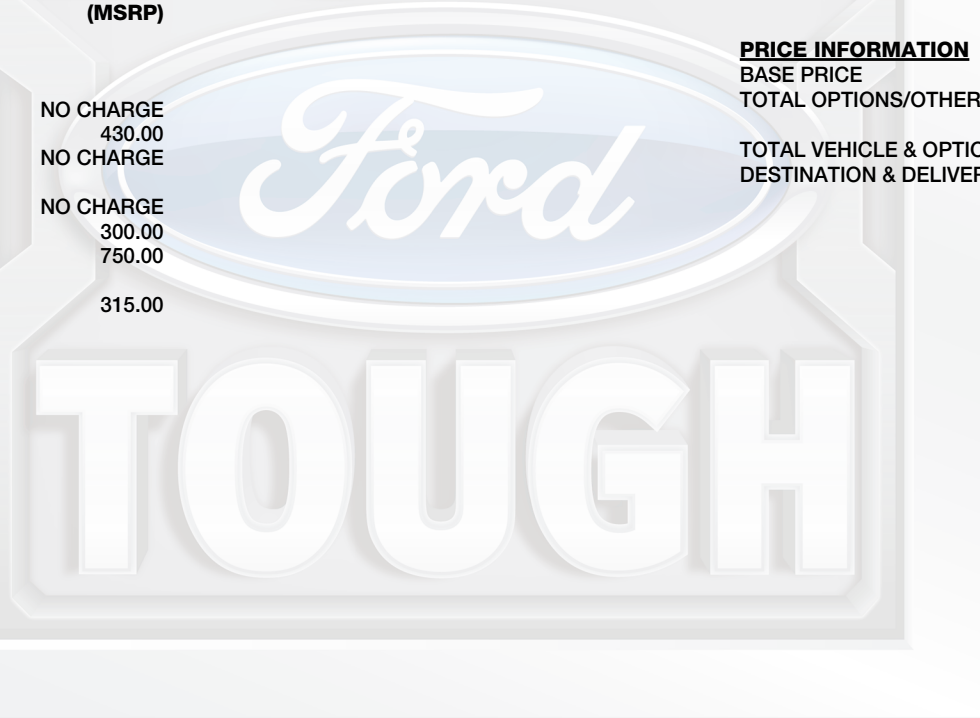 (MSRP)
NO CHARGE
430.00
NO CHARGE
NO CHARGE
300.00
750.00
315.00
PRICE INFORMATION
BASE PRICE
TOTAL OPTIONS/OTHER
TOTAL VEHICLE & OPTIO
DESTINATION & DELIVER
Ford
TOUGH